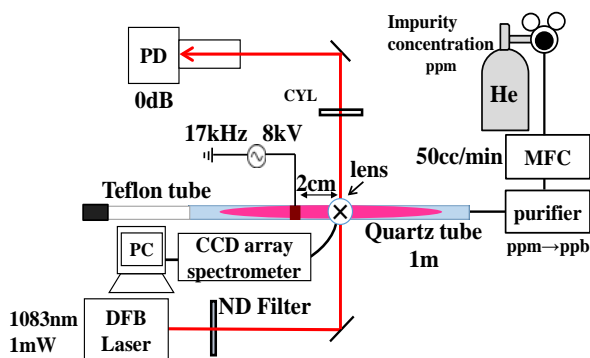 Impurity
concentration
ppm
PD
0dB
CYL
He
17kHz 8kV
50cc/min
MFC
lens
2cm
Teflon tube
purifier
Quartz tube
1m
ppm→ppb
PC
CCD array
spectrometer
ND Filter
1083nm
1mW
DFB
Laser